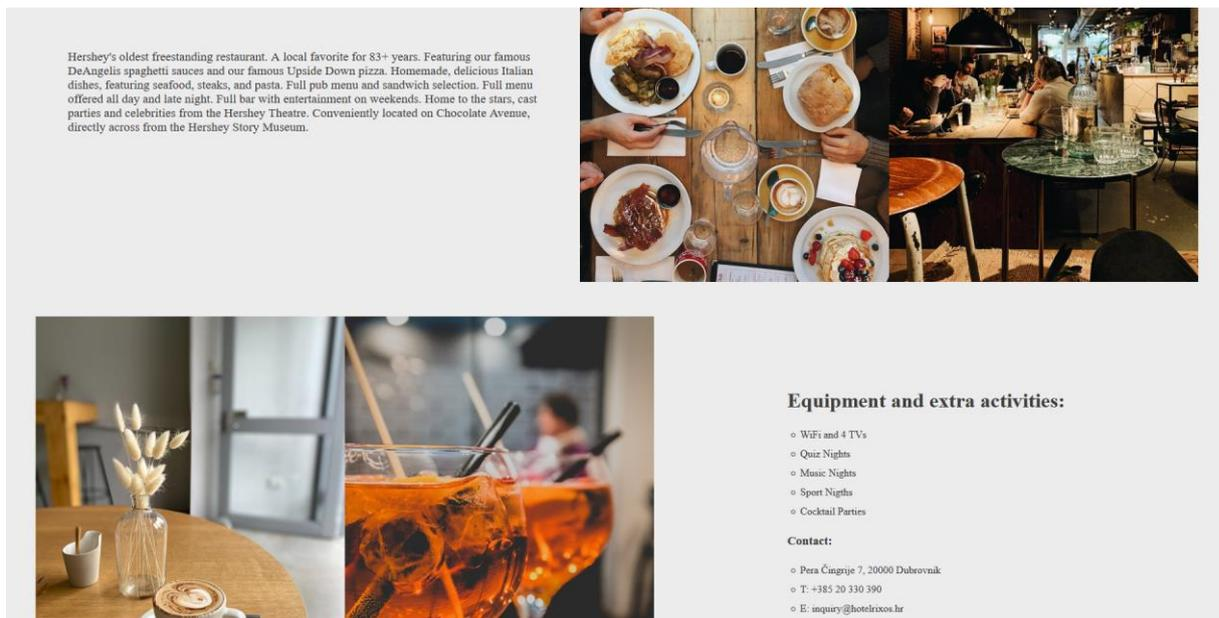 Hershey's oldest freestanding restaurant. A local favorite for 83+ years. Featuring our famous
DeAngelis spaghetti sauces and our famous Upside Down pizza. Homemade, delicious Italian
dishes, featuring seafood, steaks, and pasta. Full pub menu and sandwich selection. Full menu
offered all day and late night. Full bar with entertainment on weekends. Home to the stars, cast
parties and celebrities from the Hershey Theatre. Conveniently located on Chocolate Avenue,
directly across from the Hershey Story Museum.
Equipment and extra activities:
WiFi and 4 TVs
Quiz Nights
Music Nights
Sport Nigths
Cocktail Parties
Contact:
Pera Čingrije 7, 20000 Dubrovnik
T: +385 20 330 390
E: inquiry@hotelrixos.hr